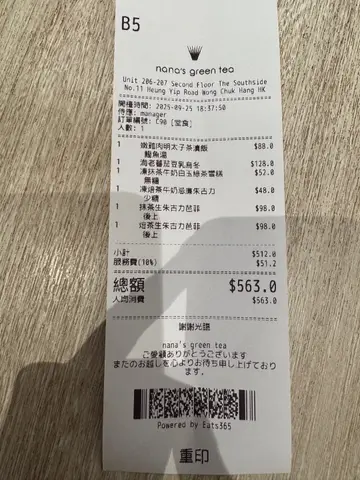 B5
nana's green tea
Unit 206-207 Second Floor The Southside
No.11 Heung Yip Road Wong Chuk Hang HK
開檯時間: 2025-09-25 18:37:50
侍應: manager
訂單編號: C90 [堂食]
人數: 1
1 嫩雞肉明太子茶漬飯 $88.0
鰹魚湯
1 海老蕃茄豆乳烏冬 $128.0
1 凍抹茶牛奶白玉綠茶雪糕 $52.0
無糖
1 凍焙茶牛奶忌廉朱古力 $48.0
少糖
1 抹茶生朱古力芭菲 $98.0
後上
1 焙茶生朱古力芭菲 $98.0
後上
小計 $512.0
服務費(10%) $51.2
總額 $563.0
人均消費 $563.0
謝謝光臨
nana's green tea
ご愛顧ありがとうございます
またのお越しを心よりお待ち申し上げております。
Powered by Eats365
重印